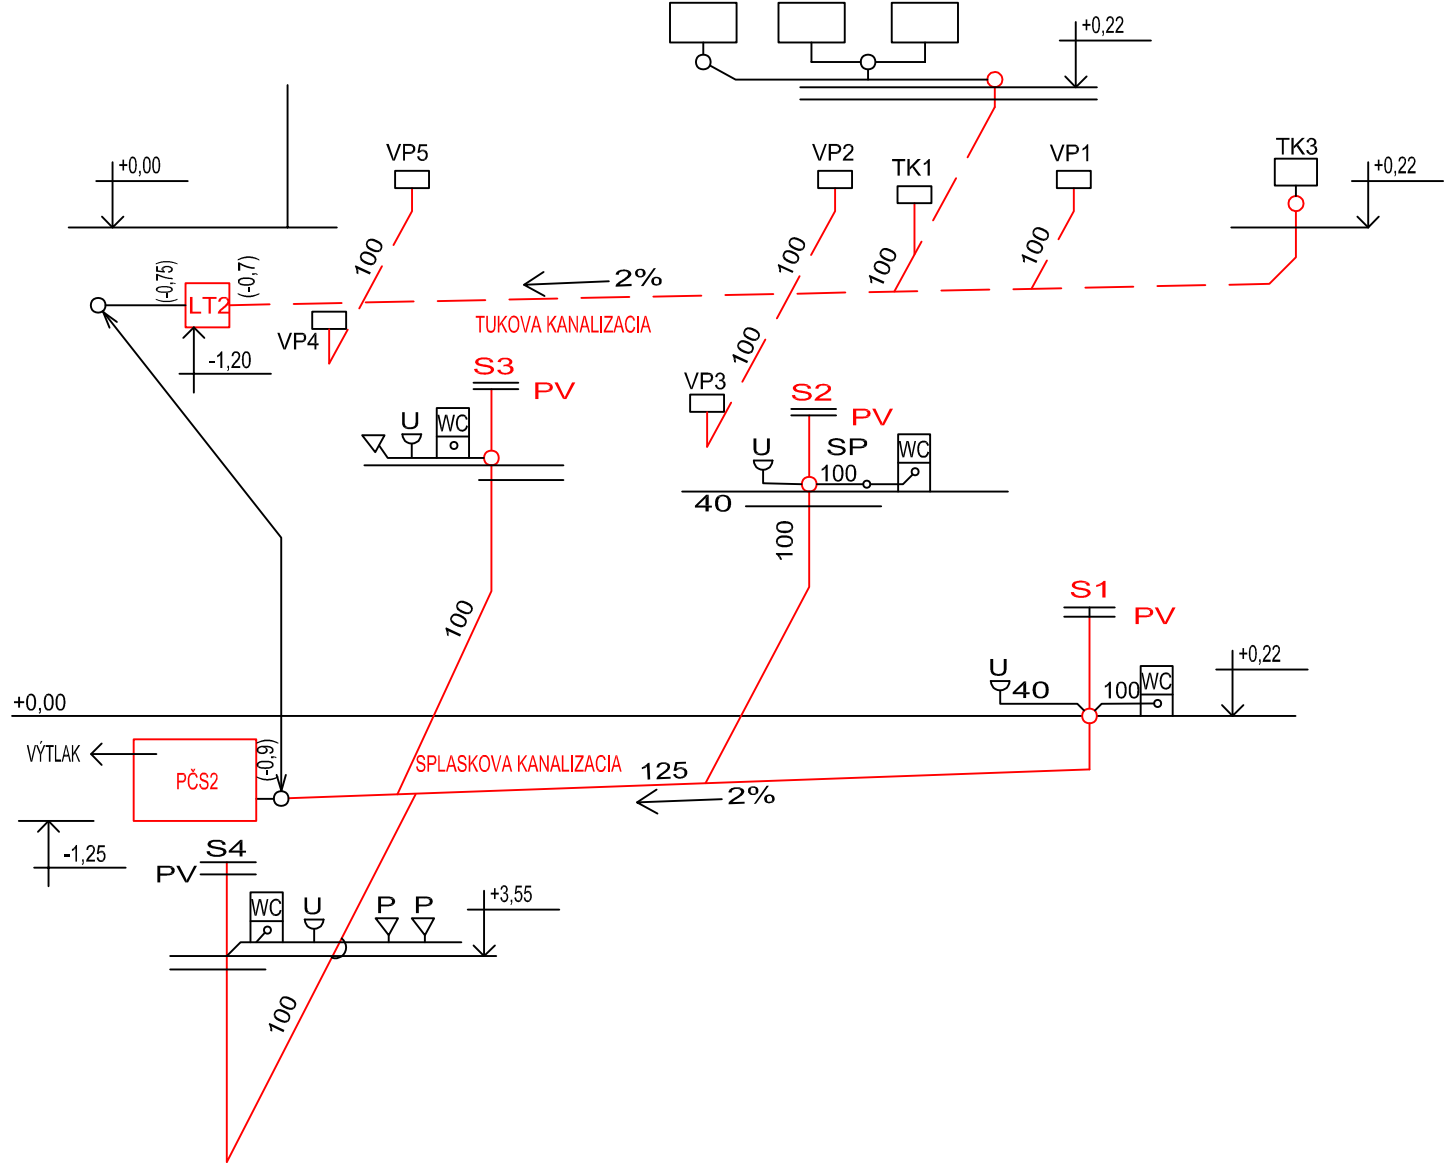 +0,22
VP5
VP2
TK1
VP1
TK3
+0,00
+0,22
100
100
100
100
(-0,75)
(-0,7)
2%
LT2
TUKOVA KANALIZACIA
VP4
-1,20
100
S3
PV
VP3
S2
PV
U
WC
U
SP
WC
100
40
100
S1
PV
100
U
40
100
WC
+0,22
+0,00
VÝTLAK
PČS2
(-0,9)
SPLASKOVA KANALIZACIA
125
2%
-1,25
S4
PV
WC
U
P
P
+3,55
100